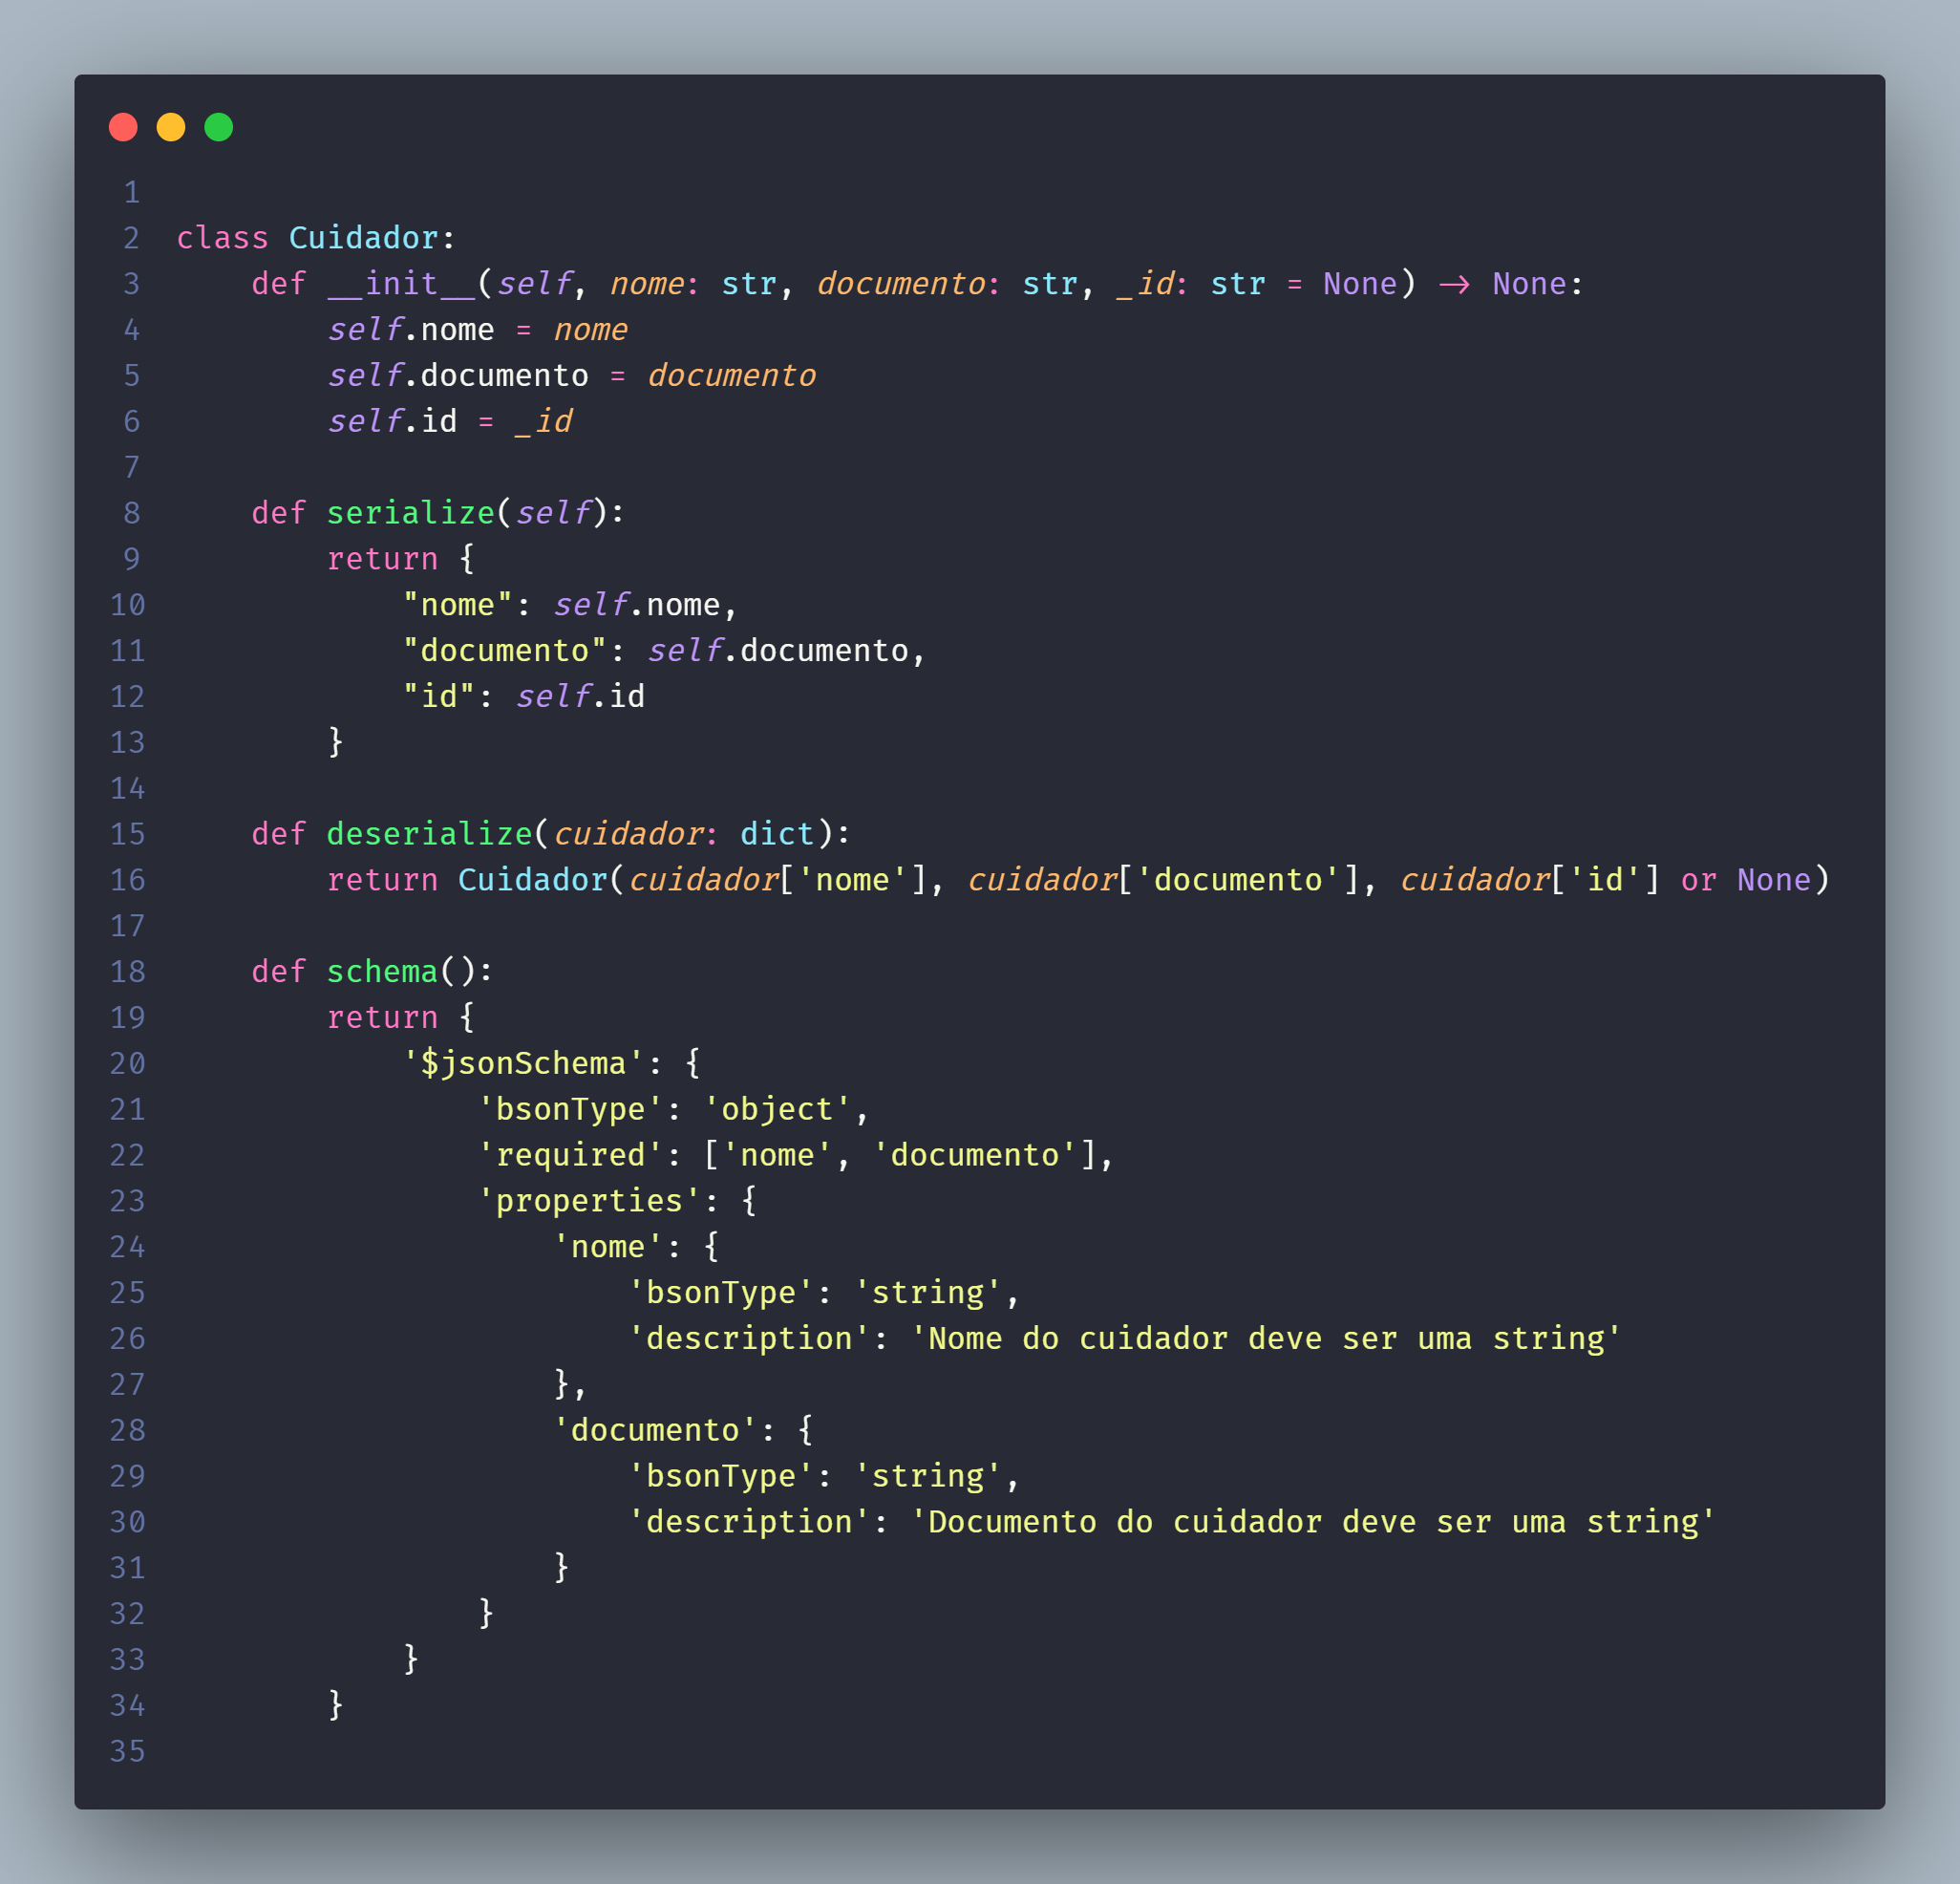 1
2 class Cuidador:
3     def __init__(self, nome: str, documento: str, _id: str = None) -> None:
4         self.nome = nome
5         self.documento = documento
6         self.id = _id
7
8     def serialize(self):
9         return {
10             "nome": self.nome,
11             "documento": self.documento,
12             "id": self.id
13         }
14
15     def deserialize(cuidador: dict):
16         return Cuidador(cuidador['nome'], cuidador['documento'], cuidador['id'] or None)
17
18     def schema():
19         return {
20             '$jsonSchema': {
21                 'bsonType': 'object',
22                 'required': ['nome', 'documento'],
23                 'properties': {
24                     'nome': {
25                         'bsonType': 'string',
26                         'description': 'Nome do cuidador deve ser uma string'
27                     },
28                     'documento': {
29                         'bsonType': 'string',
30                         'description': 'Documento do cuidador deve ser uma string'
31                     }
32                 }
33             }
34         }
35